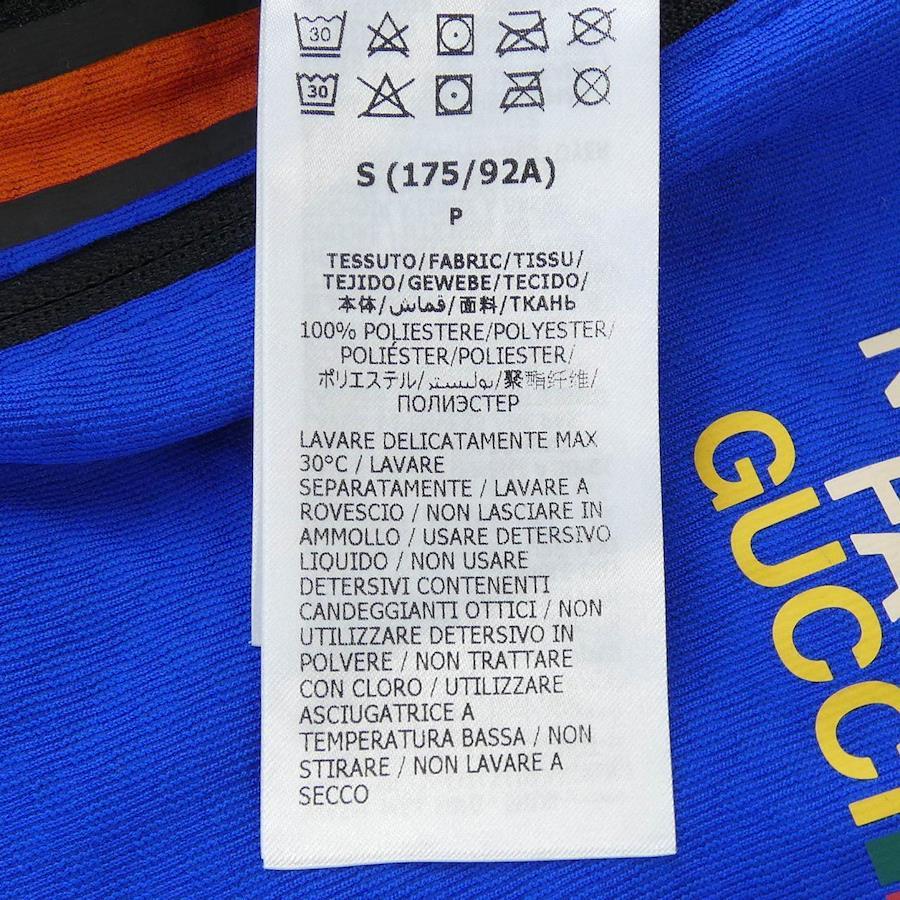 30
30
S (175/92A)
P
TESSUTO/FABRIC/TISSU/
TEJIDO/GEWEBE/TECIDO/
本体/قماش/面料/ТКАНЬ
100% POLIESTERE/POLYESTER/
POLIÉSTER/POLIESTER/
ポリエステル/بوليستر/聚酯纤维/
ПОЛИЭСТЕР
LAVARE DELICATAMENTE MAX
30°C / LAVARE
SEPARATAMENTE / LAVARE A
ROVESCIO / NON LASCIARE IN
AMMOLLO / USARE DETERSIVO
LIQUIDO / NON USARE
DETERSIVI CONTENENTI
CANDEGGIANTI OTTICI / NON
UTILIZZARE DETERSIVO IN
POLVERE / NON TRATTARE
CON CLORO / UTILIZZARE
ASCIUGATRICE A
TEMPERATURA BASSA / NON
STIRARE / NON LAVARE A
SECCO
GUCCI